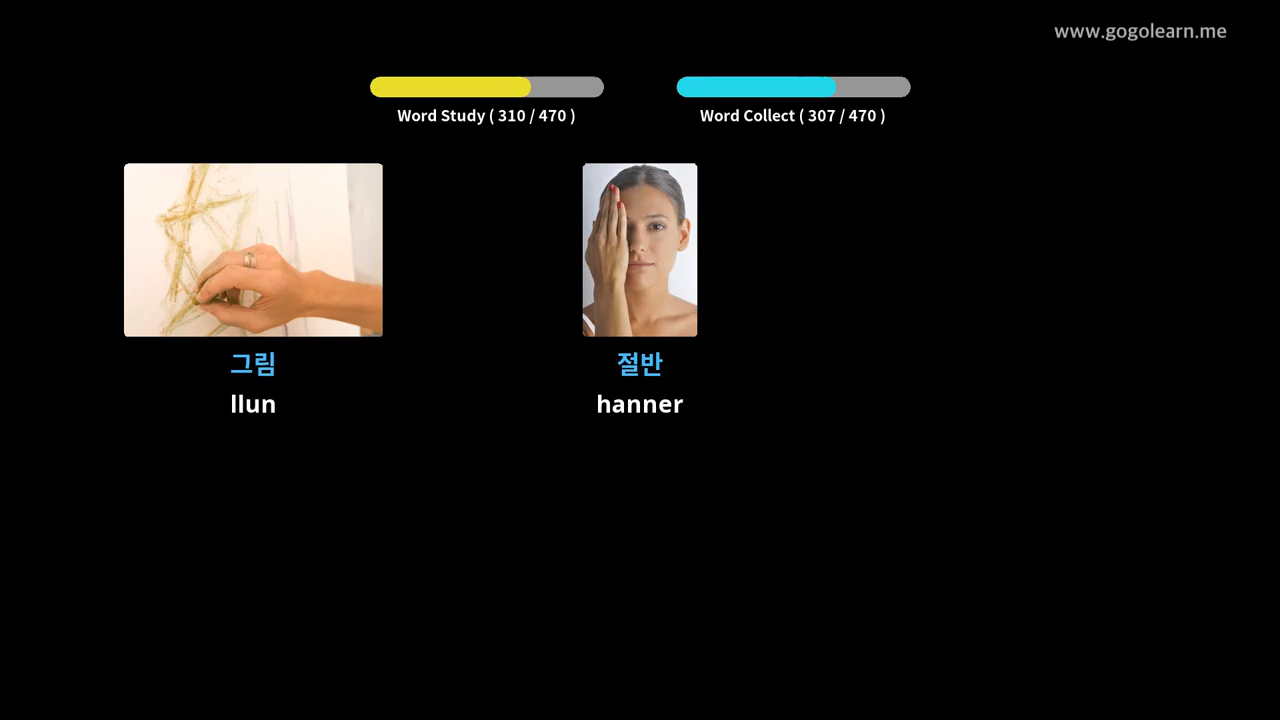 www.gogolearn.me
Word Study ( 310 / 470 )
Word Collect ( 307 / 470 )
그림
llun
절반
hanner